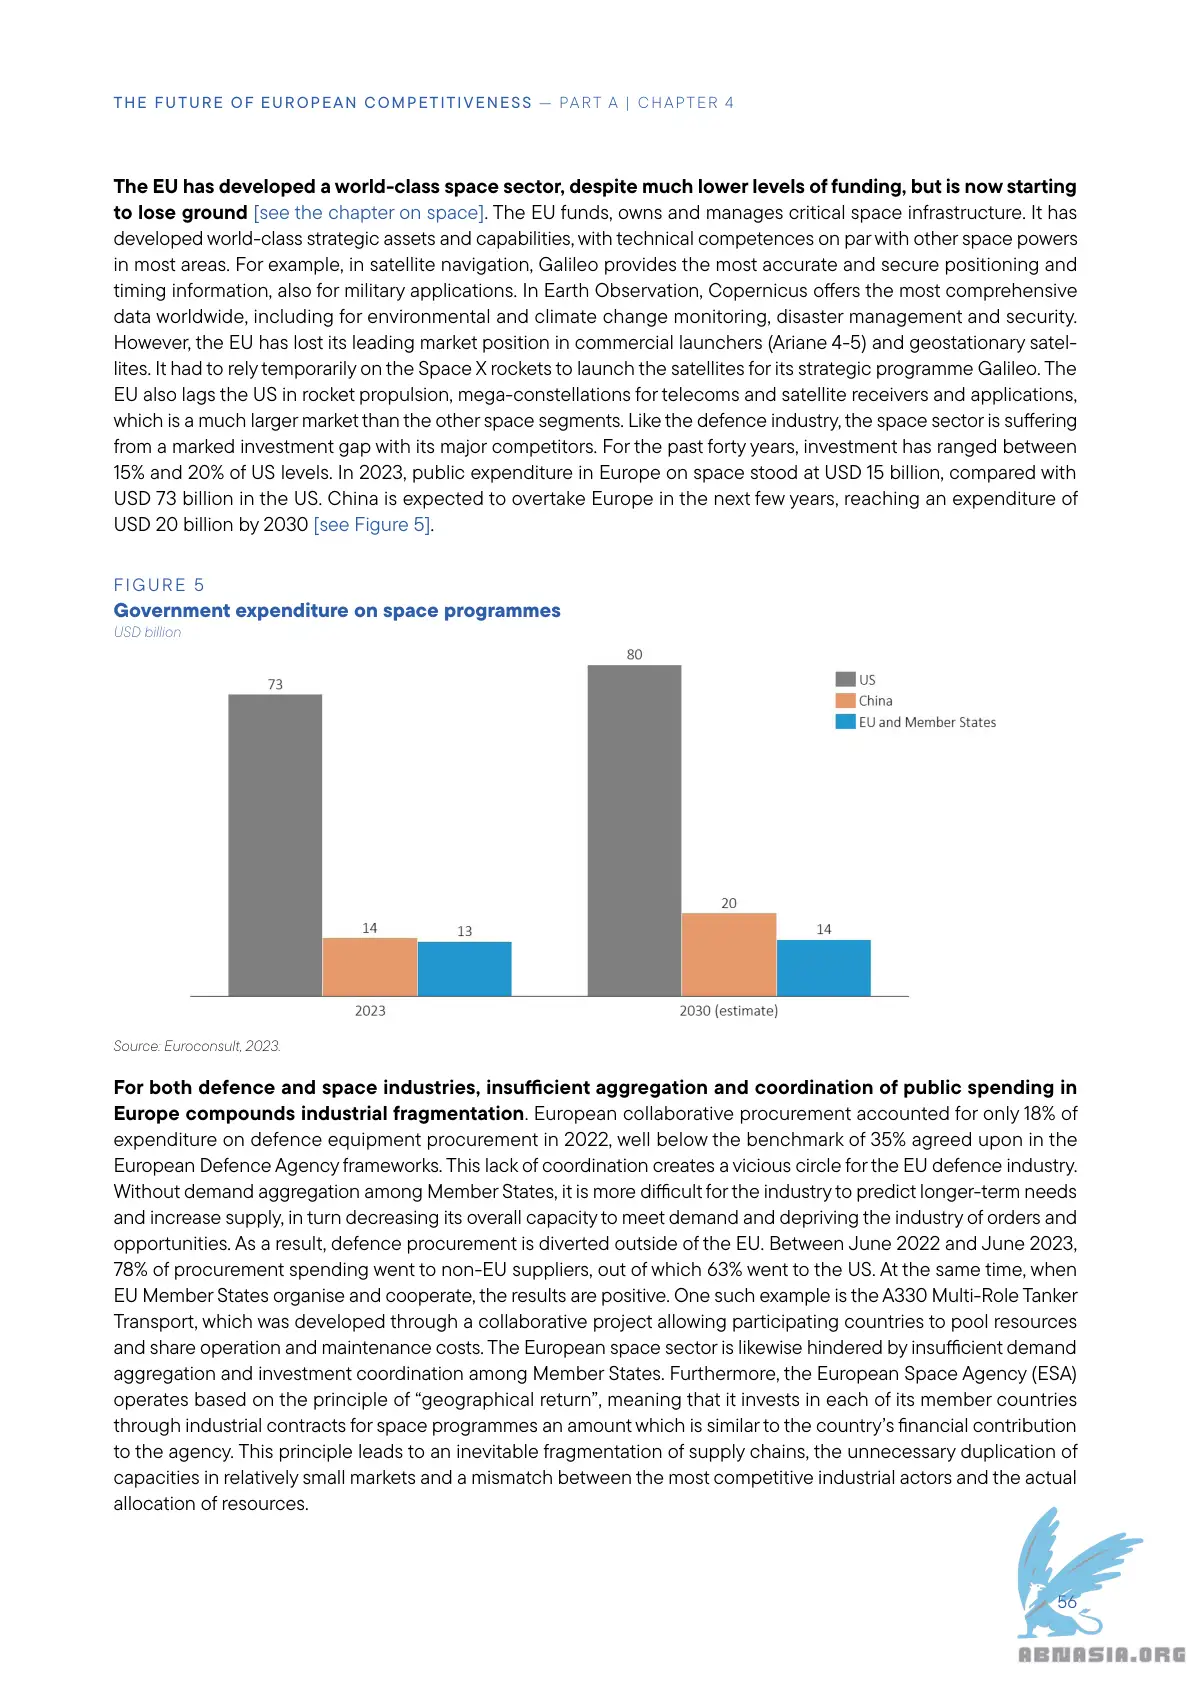 THE FUTURE OF EUROPEAN COMPETITIVENESS — PART A | CHAPTER 4
The EU has developed a world-class space sector, despite much lower levels of funding, but is now starting
to lose ground [see the chapter on space]. The EU funds, owns and manages critical space infrastructure. It has
developed world-class strategic assets and capabilities, with technical competences on par with other space powers
in most areas. For example, in satellite navigation, Galileo provides the most accurate and secure positioning and
timing information, also for military applications. In Earth Observation, Copernicus offers the most comprehensive
data worldwide, including for environmental and climate change monitoring, disaster management and security.
However, the EU has lost its leading market position in commercial launchers (Ariane 4-5) and geostationary satel-
lites. It had to rely temporarily on the Space X rockets to launch the satellites for its strategic programme Galileo. The
EU also lags the US in rocket propulsion, mega-constellations for telecoms and satellite receivers and applications,
which is a much larger market than the other space segments. Like the defence industry, the space sector is suffering
from a marked investment gap with its major competitors. For the past forty years, investment has ranged between
15% and 20% of US levels. In 2023, public expenditure in Europe on space stood at USD 15 billion, compared with
USD 73 billion in the US. China is expected to overtake Europe in the next few years, reaching an expenditure of
USD 20 billion by 2030 [see Figure 5].
FIGURE 5
Government expenditure on space programmes
USD billion
80
73
US
China
EU and Member States
20
14
13
14
2023
2030 (estimate)
Source: Euroconsult, 2023.
For both defence and space industries, insufficient aggregation and coordination of public spending in
Europe compounds industrial fragmentation. European collaborative procurement accounted for only 18% of
expenditure on defence equipment procurement in 2022, well below the benchmark of 35% agreed upon in the
European Defence Agency frameworks. This lack of coordination creates a vicious circle for the EU defence industry.
Without demand aggregation among Member States, it is more difficult for the industry to predict longer-term needs
and increase supply, in turn decreasing its overall capacity to meet demand and depriving the industry of orders and
opportunities. As a result, defence procurement is diverted outside of the EU. Between June 2022 and June 2023,
78% of procurement spending went to non-EU suppliers, out of which 63% went to the US. At the same time, when
EU Member States organise and cooperate, the results are positive. One such example is the A330 Multi-Role Tanker
Transport, which was developed through a collaborative project allowing participating countries to pool resources
and share operation and maintenance costs. The European space sector is likewise hindered by insufficient demand
aggregation and investment coordination among Member States. Furthermore, the European Space Agency (ESA)
operates based on the principle of “geographical return”, meaning that it invests in each of its member countries
through industrial contracts for space programmes an amount which is similar to the country’s financial contribution
to the agency. This principle leads to an inevitable fragmentation of supply chains, the unnecessary duplication of
capacities in relatively small markets and a mismatch between the most competitive industrial actors and the actual
allocation of resources.
56
ABNASIA.ORG